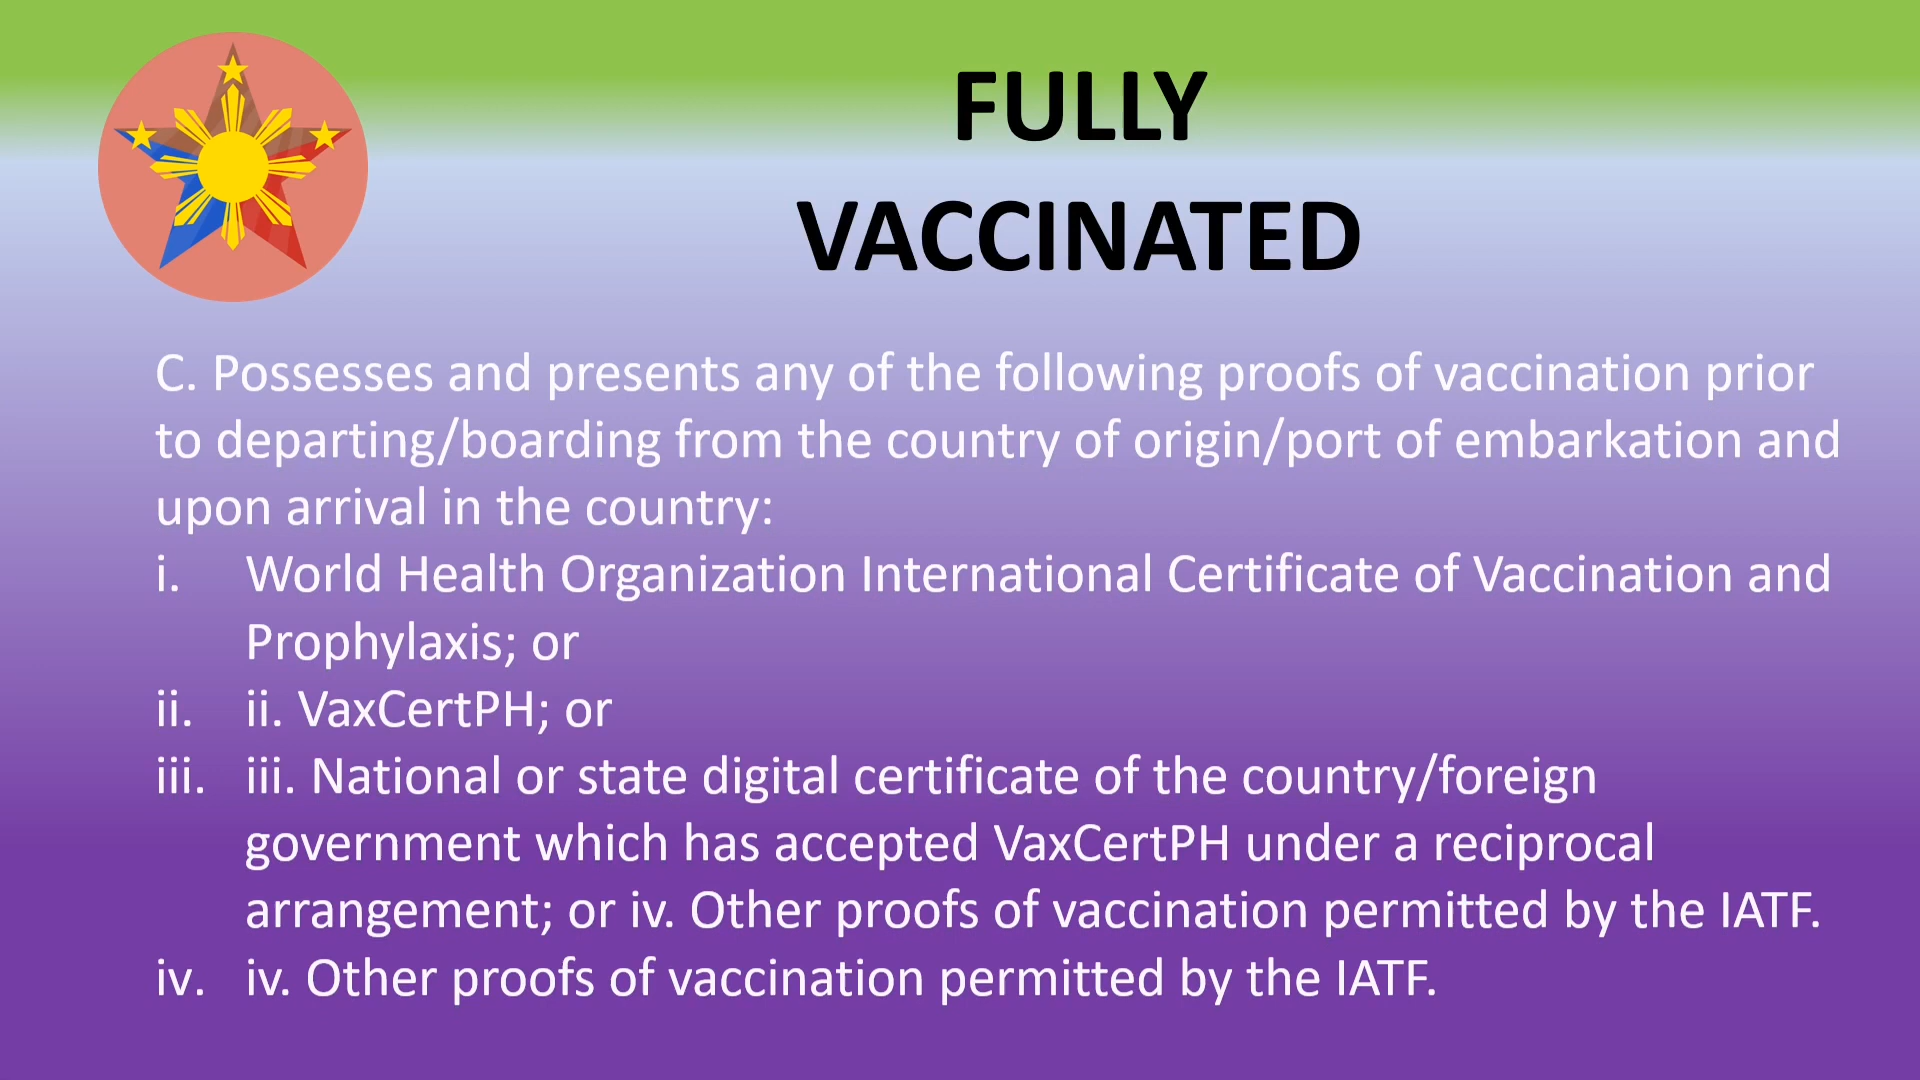 FULLY
VACCINATED
C. Possesses and presents any of the following proofs of vaccination prior
to departing/boarding from the country of origin/port of embarkation and
upon arrival in the country:
i. World Health Organization International Certificate of Vaccination and
Prophylaxis; or
ii. ii. VaxCertPH; or
iii. iii. National or state digital certificate of the country/foreign
government which has accepted VaxCertPH under a reciprocal
arrangement; or iv. Other proofs of vaccination permitted by the IATF.
iv. iv. Other proofs of vaccination permitted by the IATF.